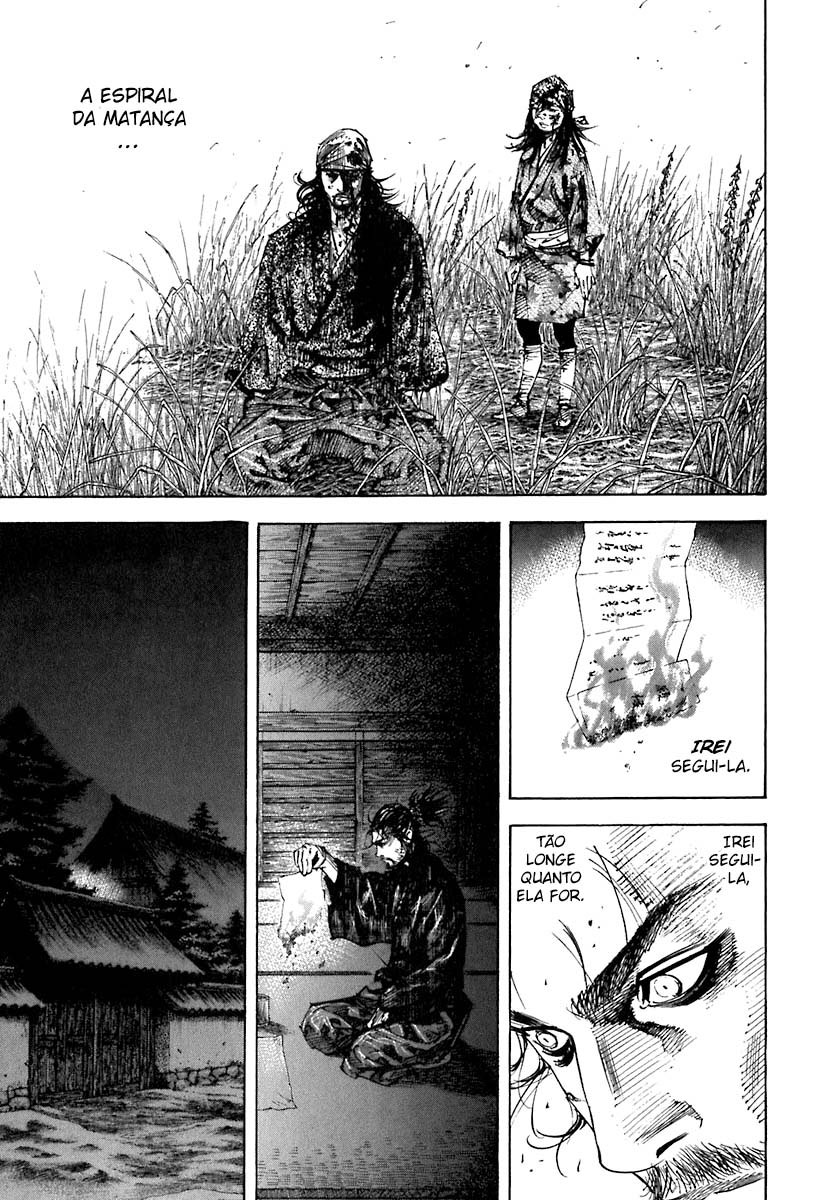 A ESPIRAL
DA MATANÇA
...
IREI
SEGUI-LA.
IREI
SEGUI-
LA,
TÃO
LONGE
QUANTO
ELA FOR.